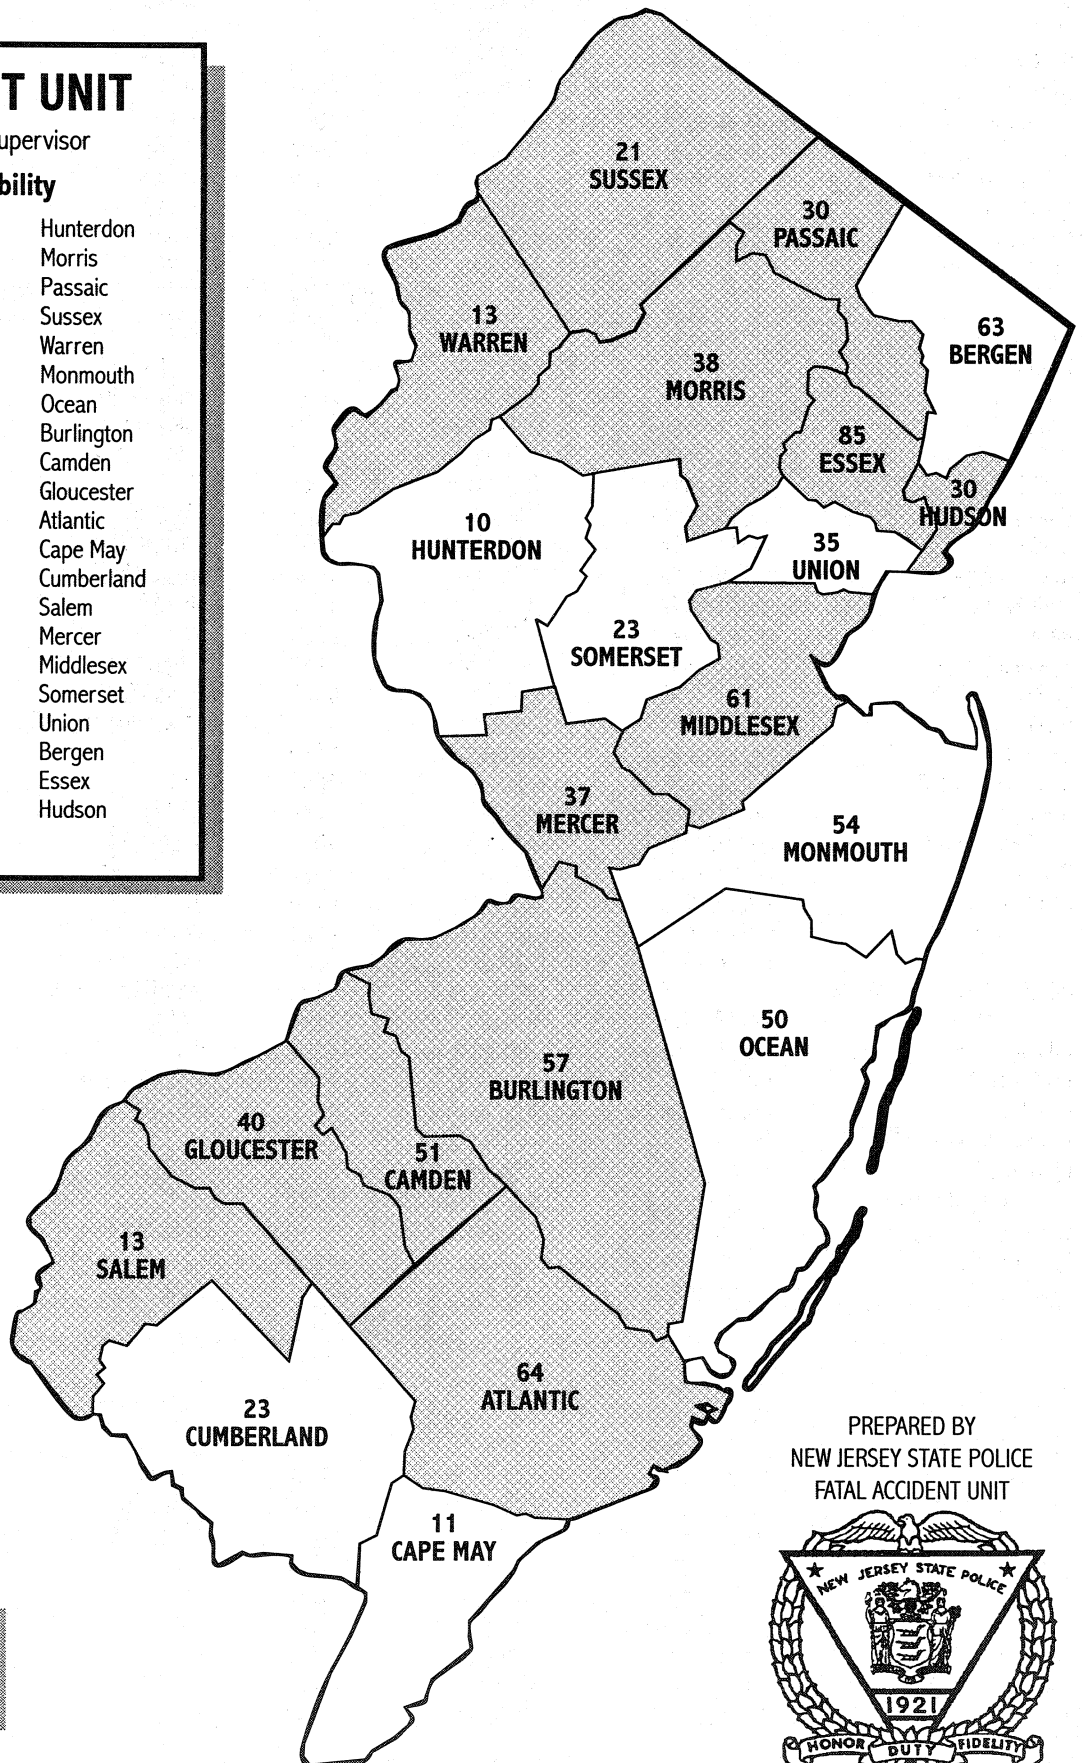 T UNIT
upervisor
bility
Hunterdon
Morris
Passaic
Sussex
Warren
Monmouth
Ocean
Burlington
Camden
Gloucester
Atlantic
Cape May
Cumberland
Salem
Mercer
Middlesex
Somerset
Union
Bergen
Essex
Hudson
21
SUSSEX
30
PASSAIC
13
WARREN
63
BERGEN
38
MORRIS
85
ESSEX
30
HUDSON
10
HUNTERDON
35
UNION
23
SOMERSET
61
MIDDLESEX
37
MERCER
54
MONMOUTH
50
OCEAN
57
BURLINGTON
40
GLOUCESTER
51
CAMDEN
13
SALEM
64
ATLANTIC
23
CUMBERLAND
11
CAPE MAY
PREPARED BY
NEW JERSEY STATE POLICE
FATAL ACCIDENT UNIT
NEW JERSEY STATE POLICE
1921
HONOR DUTY FIDELITY